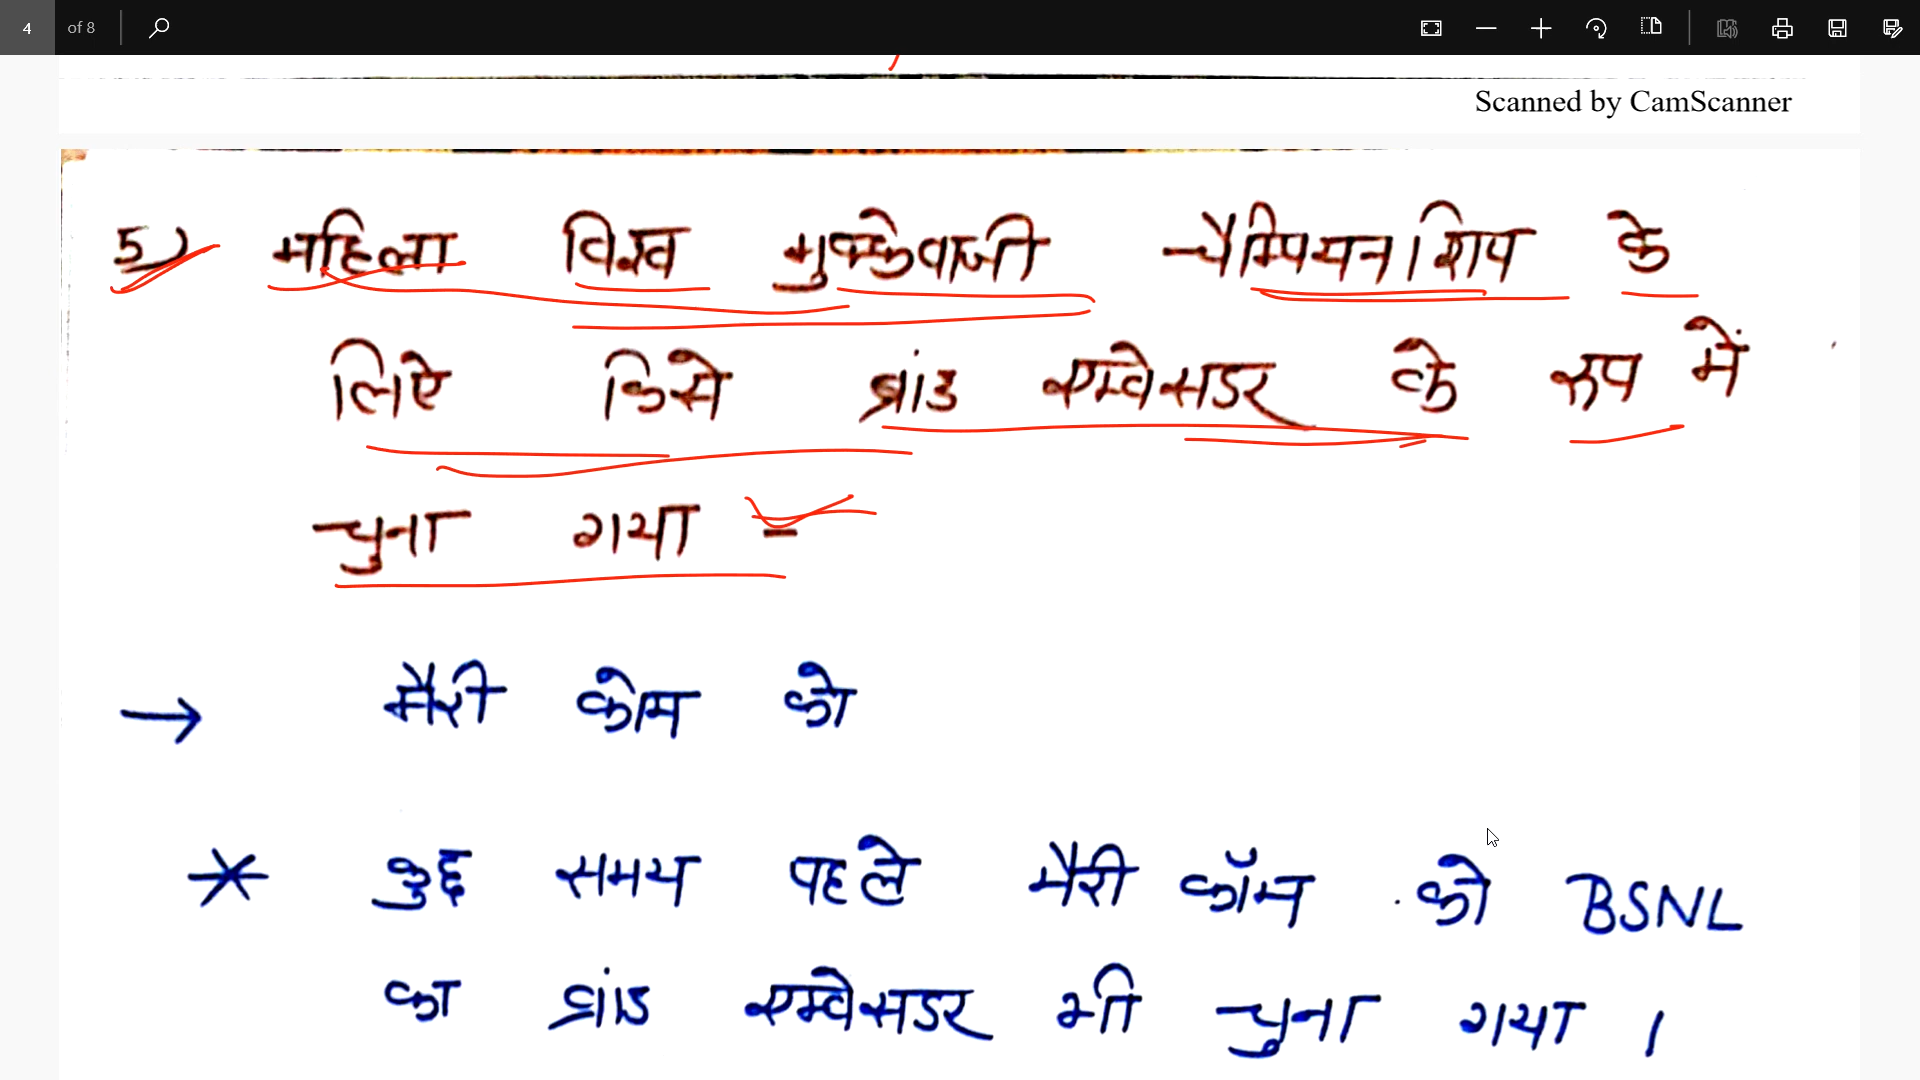 4 of 8
Scanned by CamScanner
5) महिला विश्व मुक्केवाजी चैम्पियनशिप के
लिऐ किसे ब्रांड एम्वेसडर के रूप में
चुना गया =
→ मैरी कोम को
* कुछ समय पहले मैरी कॉम को BSNL
का ब्रांड एम्वेसडर भी चुना गया ।